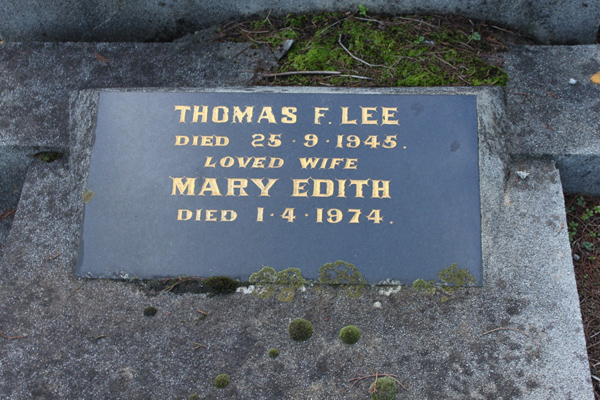 THOMAS F. LEE
DIED 25·9·1945.
LOVED WIFE
MARY EDITH
DIED 1·4·1974.